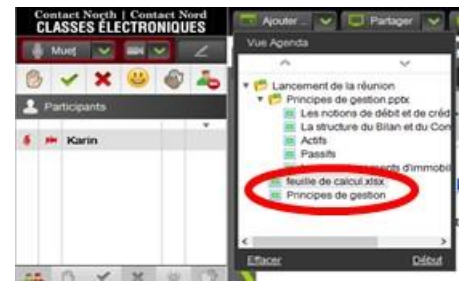 Contact North | Contact Nord
CLASSES ÉLECTRONIQUES
Muet
Participants
Karin
Ajouter...
Partager
Vue Agenda
Lancement de la réunion
Principes de gestion.pptx
Les notions de débit et de créd
La structure du Bilan et du Con
Actifs
Passifs
d'immobil
feuille de calcul.xlsx
Principes de gestion
Effacer
Début